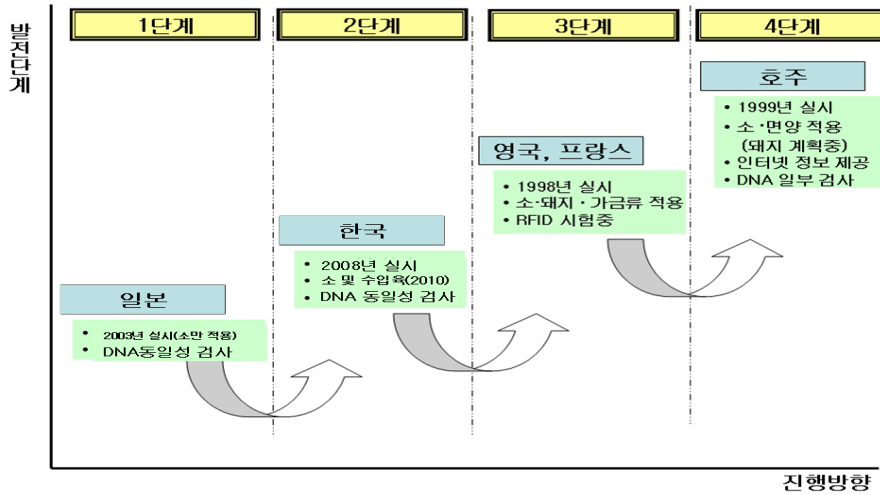 발전단계
1단계
2단계
3단계
4단계
호주
• 1999년 실시
• 소·면양 적용
(돼지 계획중)
• 인터넷 정보 제공
• DNA 일부 검사
영국, 프랑스
• 1998년 실시
• 소·돼지·가금류 적용
• RFID 시험중
한국
• 2008년 실시
• 소 및 수입육(2010)
• DNA 동일성 검사
일본
• 2003년 실시(소만 적용)
• DNA동일성 검사
진행방향